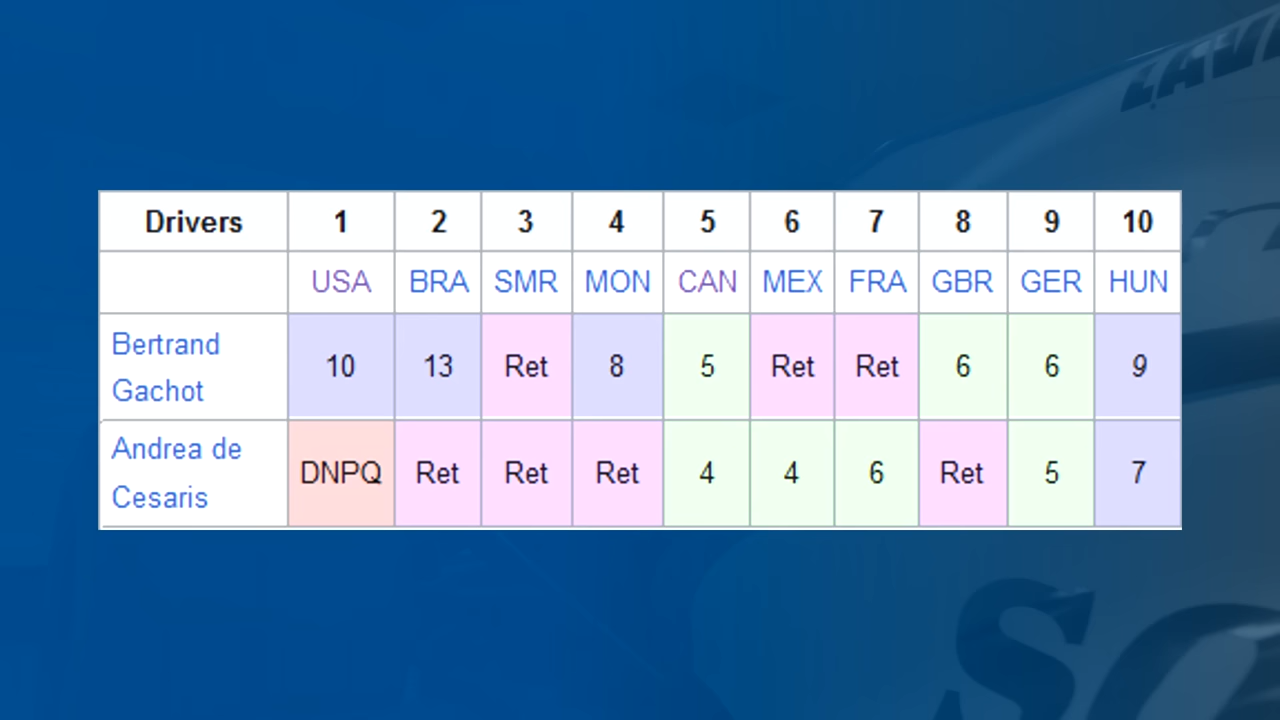 Drivers 1 2 3 4 5 6 7 8 9 10
USA BRA SMR MON CAN MEX FRA GBR GER HUN
Bertrand
Gachot 10 13 Ret 8 5 Ret Ret 6 6 9
Andrea de
Cesaris DNPQ Ret Ret Ret 4 4 6 Ret 5 7